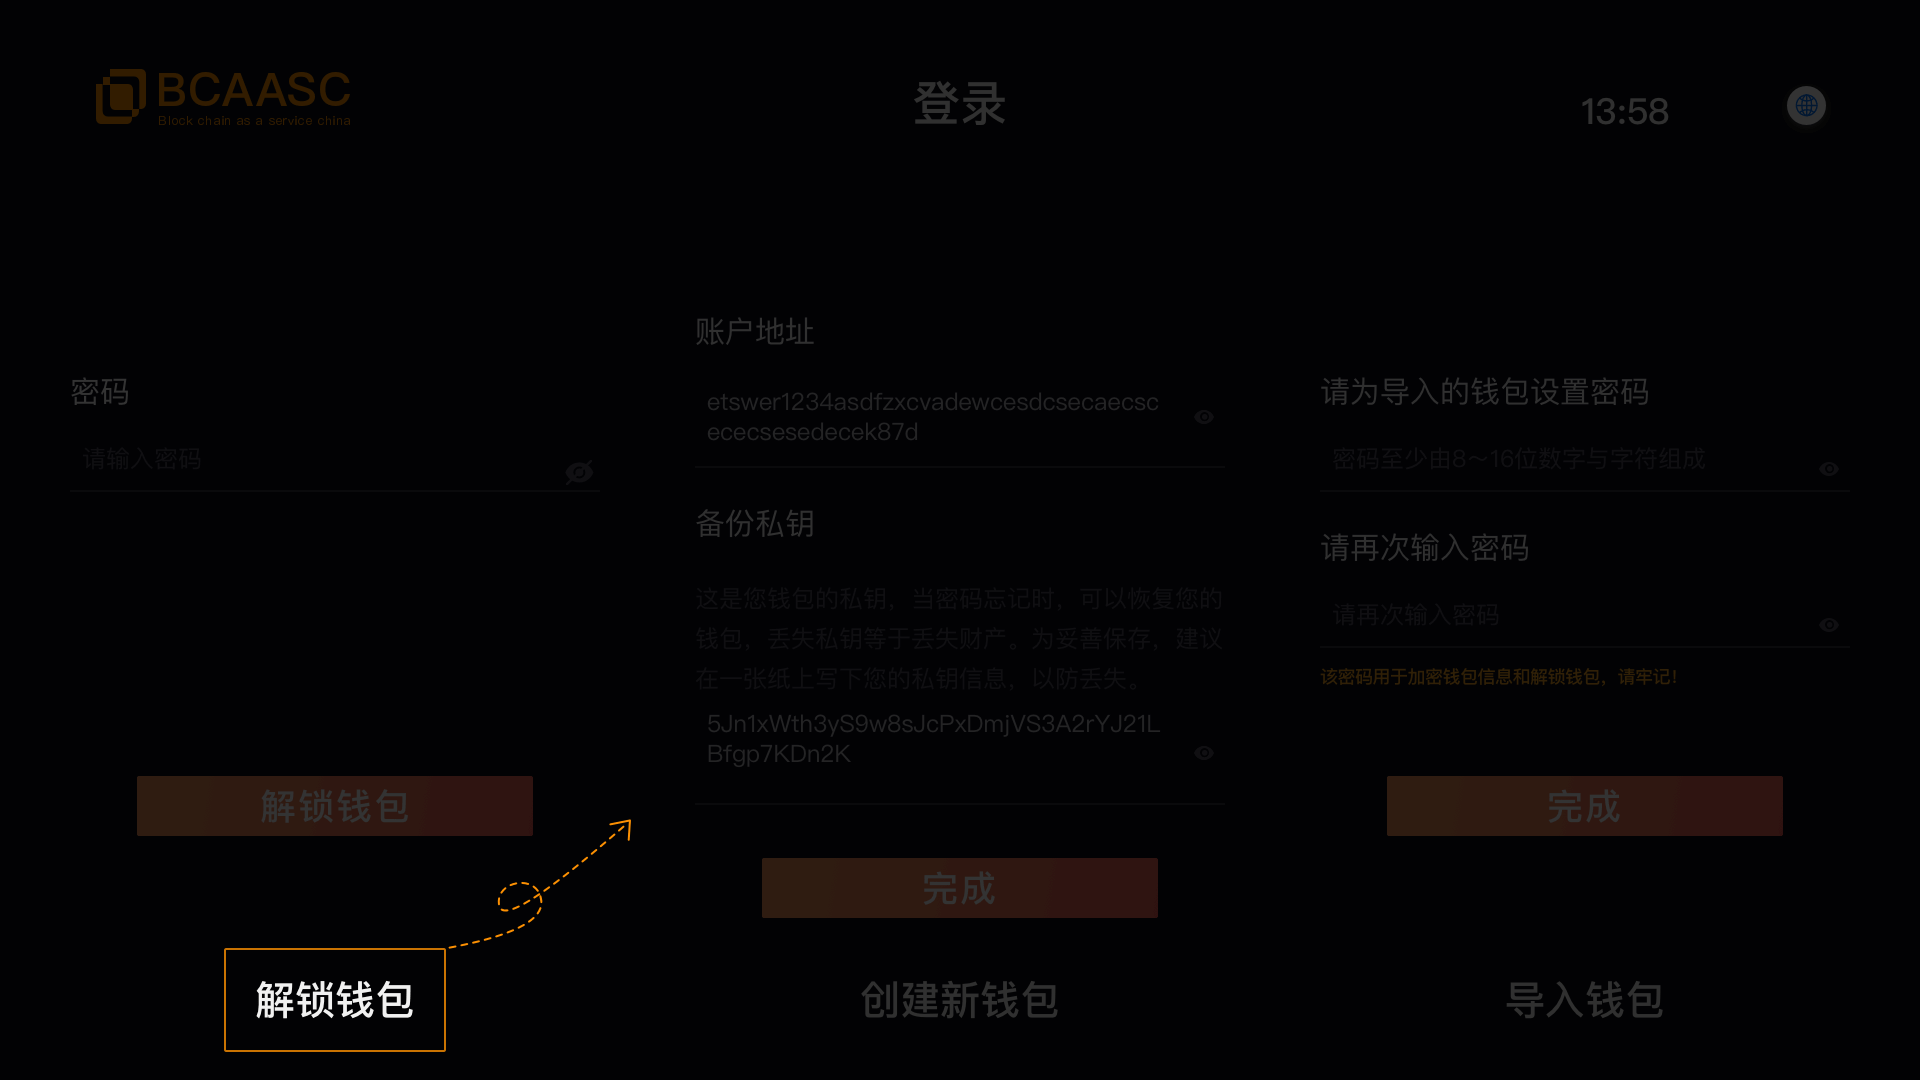 BCAASC
Block chain as a service china
登录
13:58
密码
请输入密码
解锁钱包
解锁钱包
账户地址
etswer1234asdfzxcvadewcesdcsecaecsc
ececsesedecek87d
备份私钥
这是您钱包的私钥，当密码忘记时，可以恢复您的
钱包，丢失私钥等于丢失财产。为妥善保存，建议
在一张纸上写下您的私钥信息，以防丢失。
5Jn1xWth3yS9w8sJcPxDmjVS3A2rYJ21L
Bfgp7KDn2K
完成
创建新钱包
请为导入的钱包设置密码
密码至少由8～16位数字与字符组成
请再次输入密码
请再次输入密码
该密码用于加密钱包信息和解锁钱包，请牢记！
完成
导入钱包